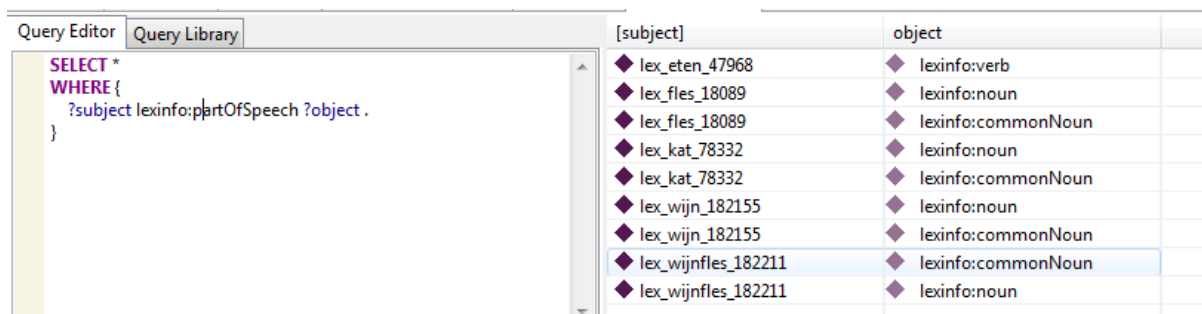 Query Editor Query Library
SELECT *
WHERE {
?subject lexinfo:partOfSpeech ?object .
}
[subject] object
lex_eten_47968 lexinfo:verb
lex_fles_18089 lexinfo:noun
lex_fles_18089 lexinfo:commonNoun
lex_kat_78332 lexinfo:noun
lex_kat_78332 lexinfo:commonNoun
lex_wijn_182155 lexinfo:noun
lex_wijn_182155 lexinfo:commonNoun
lex_wijnfles_182211 lexinfo:commonNoun
lex_wijnfles_182211 lexinfo:noun